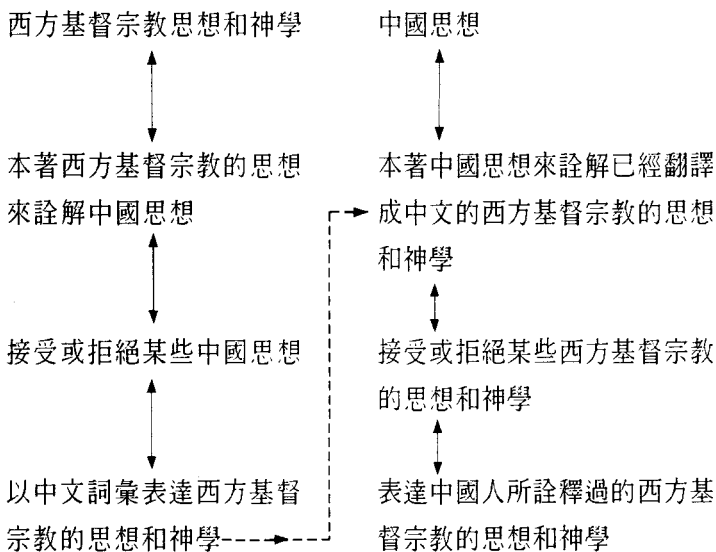 西方基督宗教思想和神學
本著西方基督宗教的思想
來詮解中國思想
接受或拒絕某些中國思想
以中文詞彙表達西方基督
宗教的思想和神學
中國思想
本著中國思想來詮解已經翻譯
成中文的西方基督宗教的思想
和神學
接受或拒絕某些西方基督宗教
的思想和神學
表達中國人所詮釋過的西方基
督宗教的思想和神學